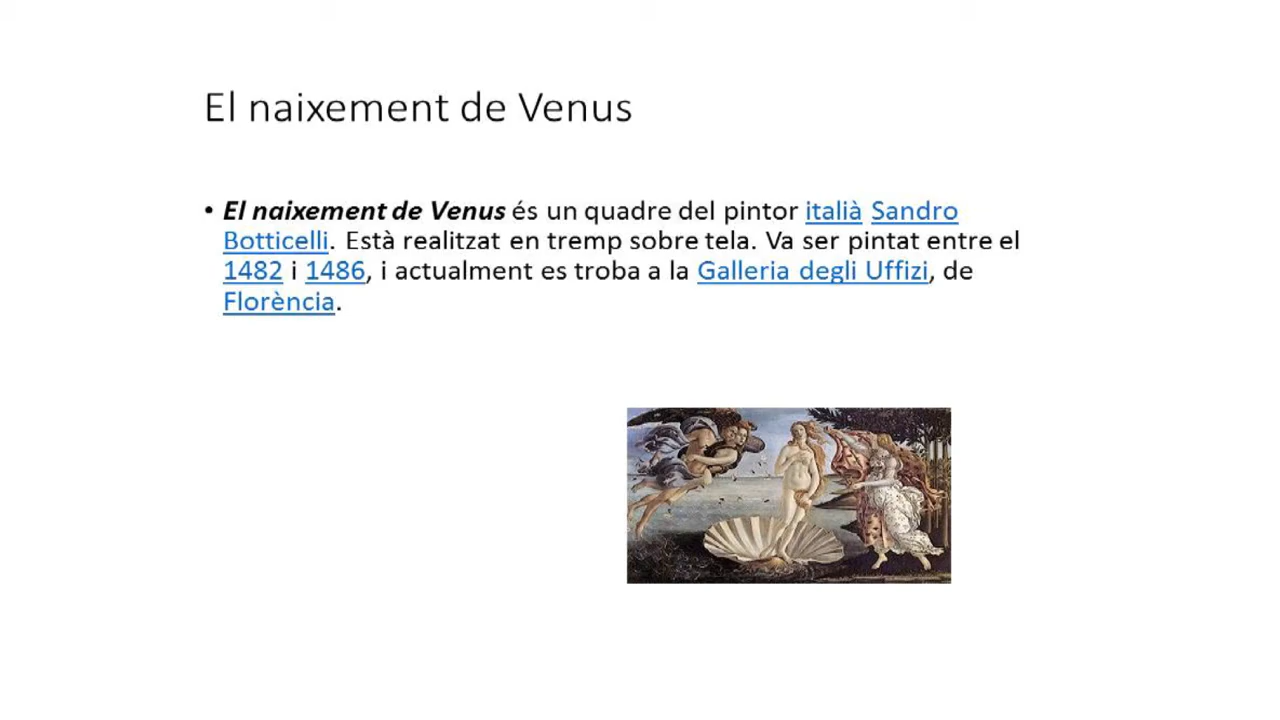 El naixement de Venus
• El naixement de Venus és un quadre del pintor italià Sandro
Botticelli. Està realitzat en tremp sobre tela. Va ser pintat entre el
1482 i 1486, i actualment es troba a la Galleria degli Uffizi, de
Florència.